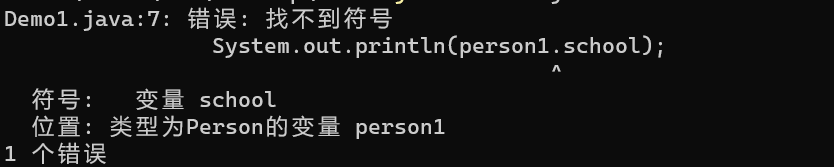 Demo1.java:7: 错误: 找不到符号
System.out.println(person1.school);
^
符号:   变量 school
位置: 类型为Person的变量 person1
1 个错误